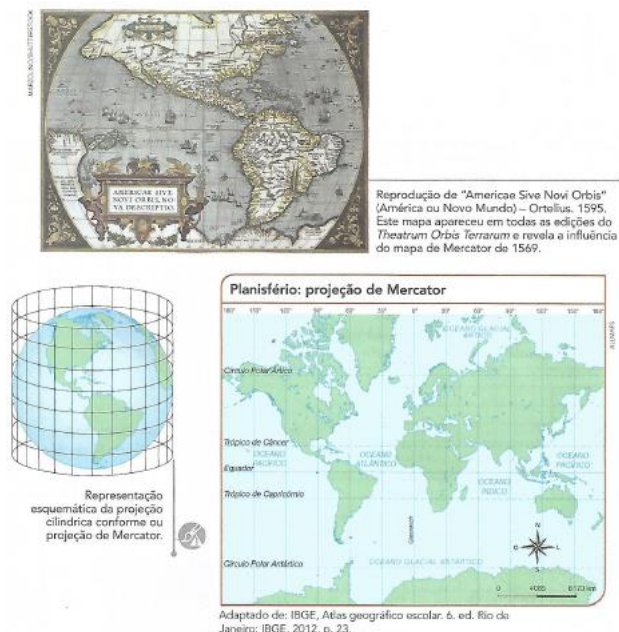 AMERICAE SIVE
NOVI ORBIS, NO-
VA DESCRIPTIO.
Reprodução de "Americae Sive Novi Orbis"
(América ou Novo Mundo) – Ortelius. 1595.
Este mapa apareceu em todas as edições do
Theatrum Orbis Terrarum e revela a influência
do mapa de Mercator de 1569.
Planisfério: projeção de Mercator
OCEANO GLACIAL
ÁRTICO
Círculo Polar Ártico
Trópico de Câncer
OCEANO
PACÍFICO
OCEANO
ATLÂNTICO
OCEANO
PACÍFICO
Equador
OCEANO
ÍNDICO
Trópico de Capricórnio
Greenwich
N
O
L
S
Círculo Polar Antártico
OCEANO GLACIAL ANTÁRTICO
0
Representação
esquemática da projeção
cilíndrica conforme ou
projeção de Mercator.
ALLMAPS
Adaptado de: IBGE, Atlas geográfico escolar. 6. ed. Rio de
Janeiro: IBGE, 2012. p. 23.